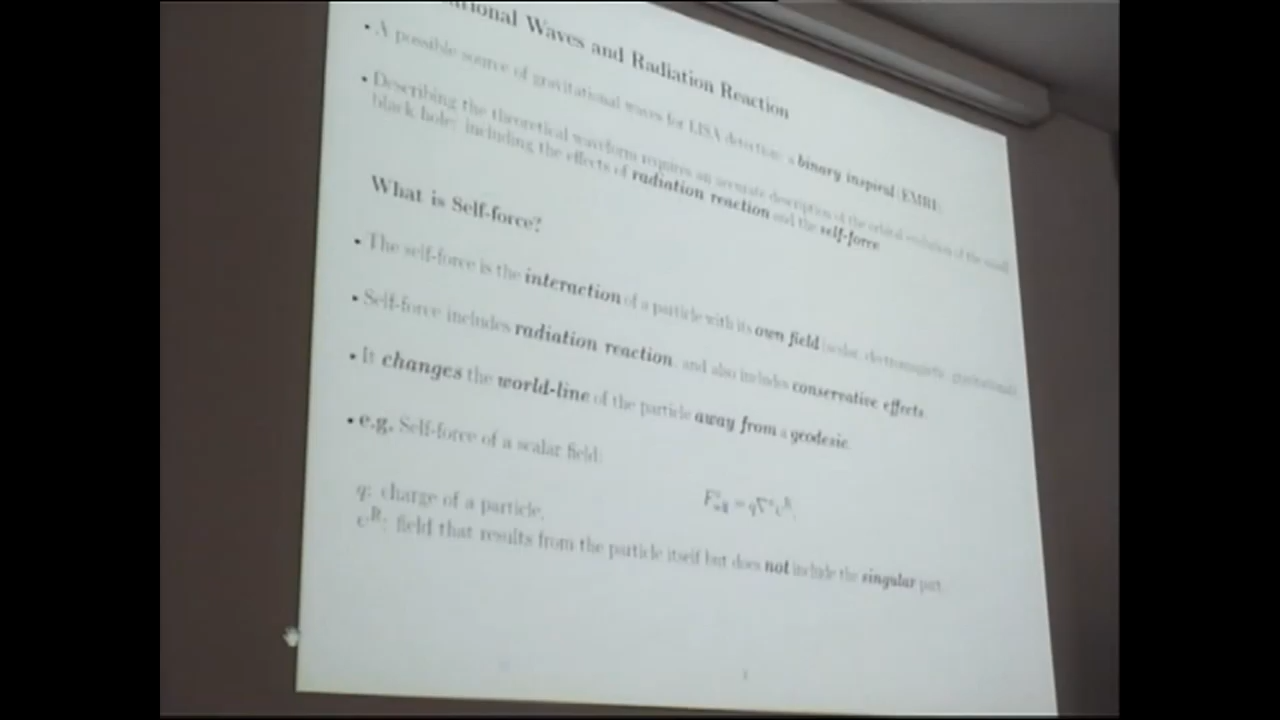 Waves and Radiation Reaction
• A possible source of gravitational waves for LISA detection: a binary inspiral (EMRI)
• Describing the theoretical waveform requires an accurate description of the orbital evolution of the small
black hole: including the effects of radiation reaction and the self-force
What is Self-force?
• The self-force is the interaction of a particle with its own field (scalar, electromagnetic, gravitational)
• Self-force includes radiation reaction, and also includes conservative effects.
• It changes the world-line of the particle away from a geodesic.
• e.g. Self-force of a scalar field:
q: charge of a particle,
field that results from the particle itself but does not include the singular part